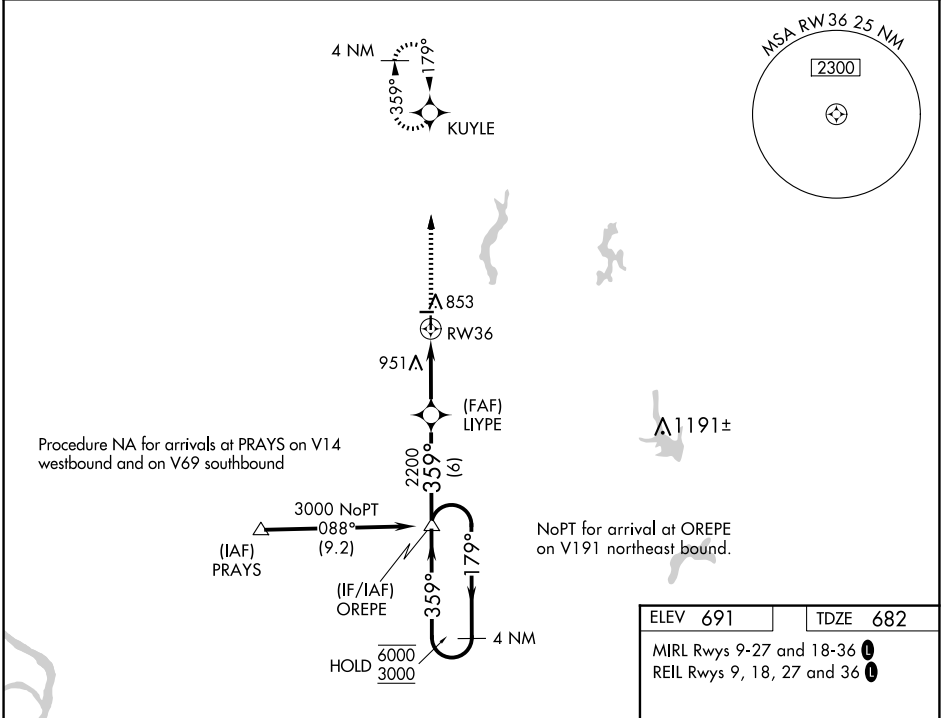 MSA RW36 25 NM
2300
4 NM
179°
359°
KUYLE
853
RW36
951
(FAF)
LIYPE
1191±
Procedure NA for arrivals at PRAYS on V14
westbound and on V69 southbound
2200
359°
(6)
3000 NoPT
088°
(9.2)
(IAF)
PRAYS
NoPT for arrival at OREPE
on V191 northeast bound.
(IF/IAF)
OREPE
359°
179°
4 NM
HOLD
6000
3000
ELEV 691
TDZE 682
MIRL Rwys 9-27 and 18-36 L
REIL Rwys 9, 18, 27 and 36 L